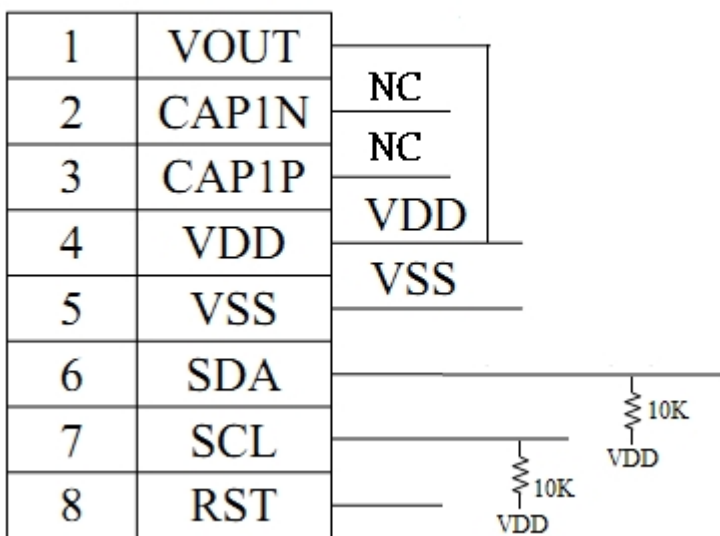 1 VOUT
NC
2 CAP1N
NC
3 CAP1P
VDD
4 VDD
VSS
5 VSS
6 SDA
10K
7 SCL
VDD
10K
8 RST
VDD